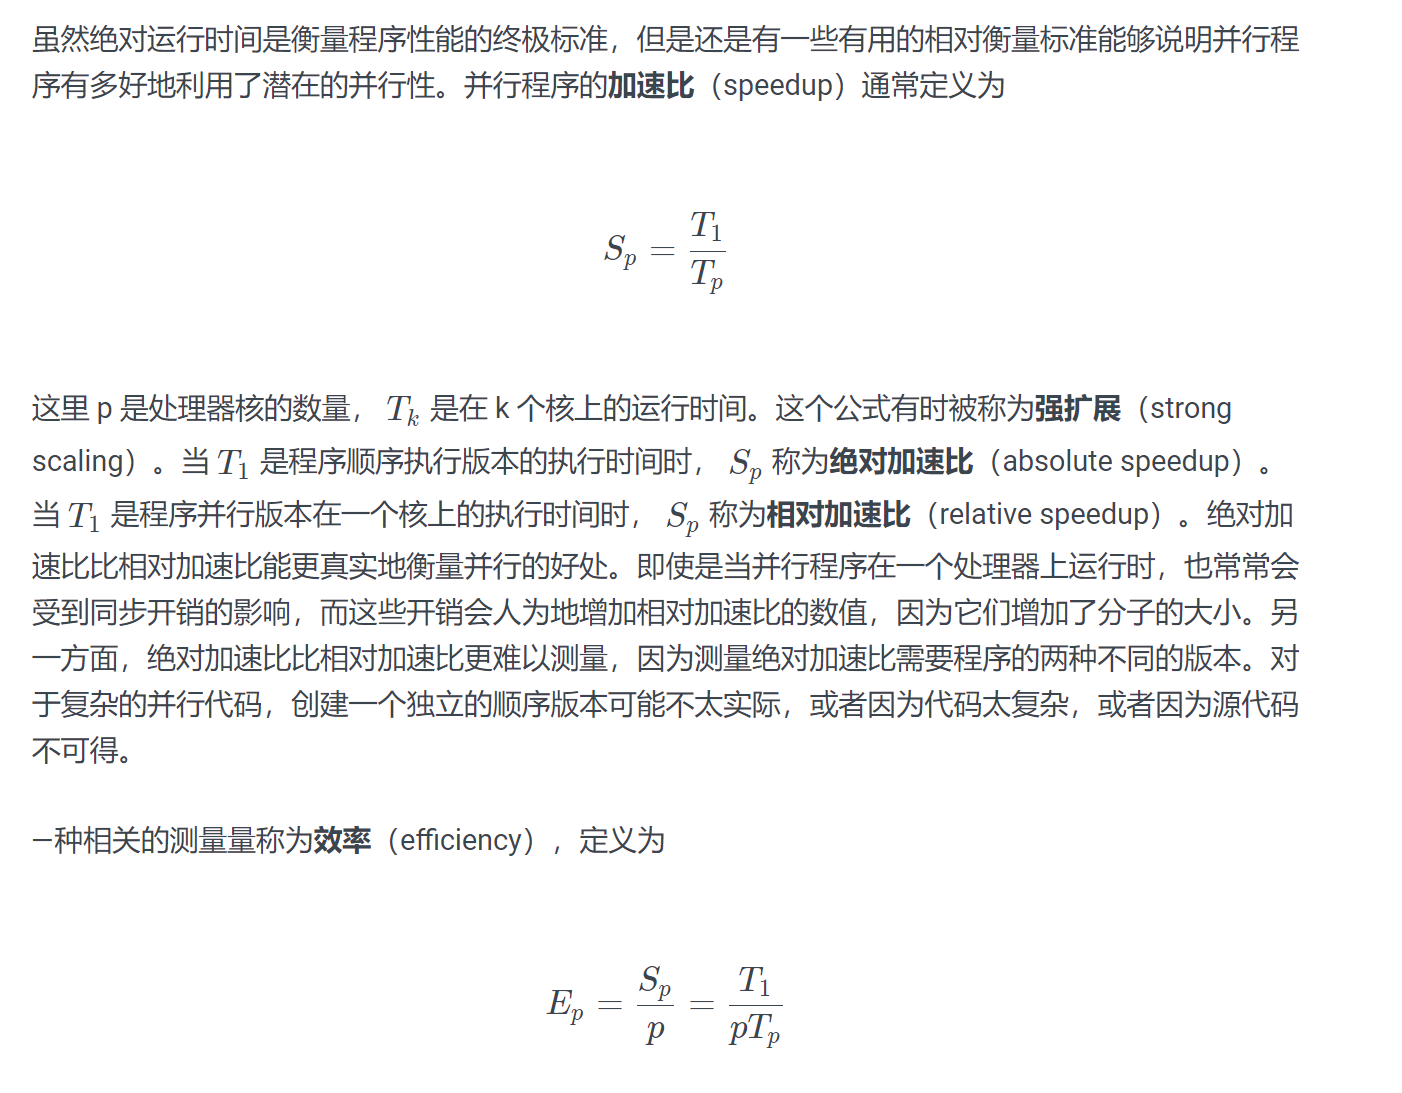 虽然绝对运行时间是衡量程序性能的终极标准，但是还是有一些有用的相对衡量标准能够说明并行程
序有多好地利用了潜在的并行性。并行程序的加速比（speedup）通常定义为
S_p = \frac{T_1}{T_p}
这里 p 是处理器核的数量， T_k 是在 k 个核上的运行时间。这个公式有时被称为强扩展（strong
scaling）。当 T_1 是程序顺序执行版本的执行时间时， S_p 称为绝对加速比（absolute speedup）。
当 T_1 是程序并行版本在一个核上的执行时间时， S_p 称为相对加速比（relative speedup）。绝对加
速比比相对加速比能更真实地衡量并行的好处。即使是当并行程序在一个处理器上运行时，也常常会
受到同步开销的影响，而这些开销会人为地增加相对加速比的数值，因为它们增加了分子的大小。另
一方面，绝对加速比比相对加速比更难以测量，因为测量绝对加速比需要程序的两种不同的版本。对
于复杂的并行代码，创建一个独立的顺序版本可能不太实际，或者因为代码太复杂，或者因为源代码
不可得。
—种相关的测量量称为效率（efficiency），定义为
E_p = \frac{S_p}{p} = \frac{T_1}{pT_p}